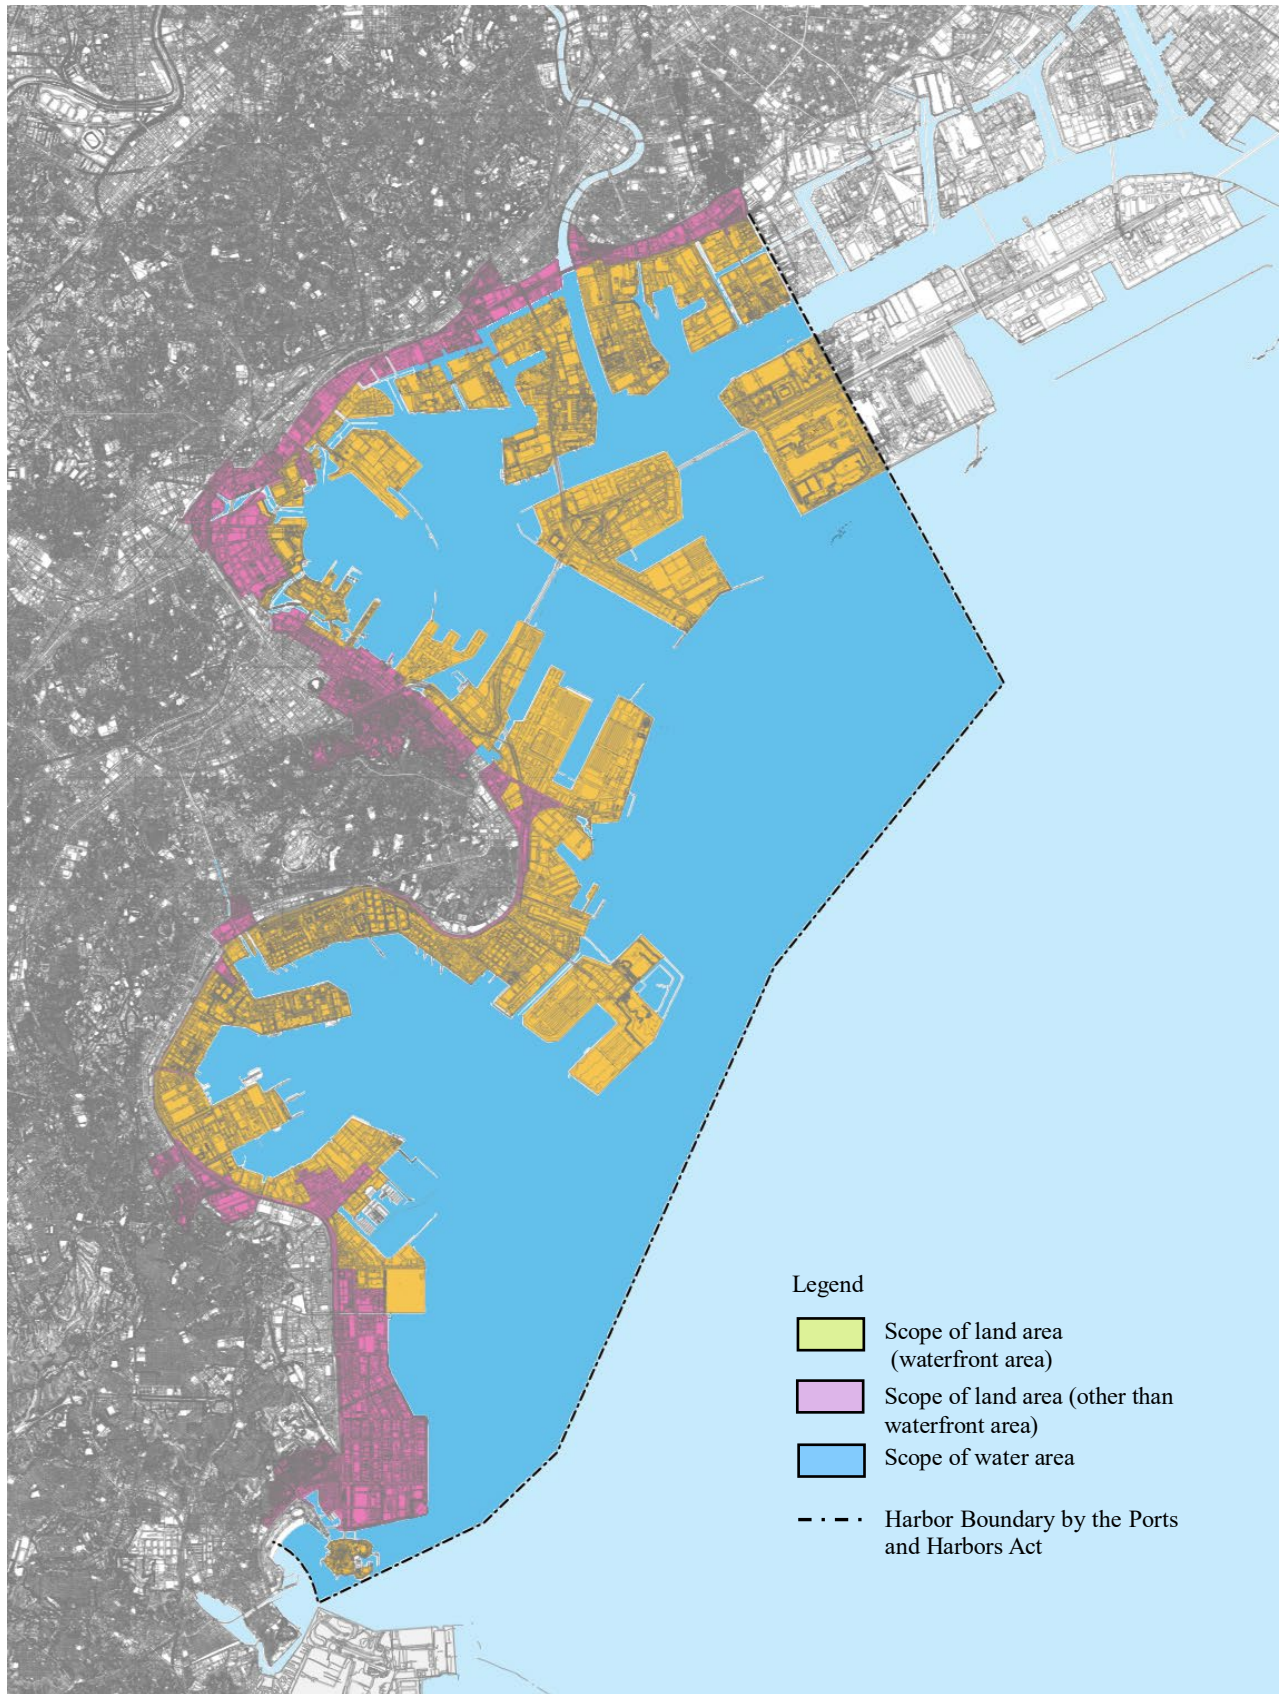 Legend
Scope of land area
(waterfront area)
Scope of land area (other than
waterfront area)
Scope of water area
Harbor Boundary by the Ports
and Harbors Act